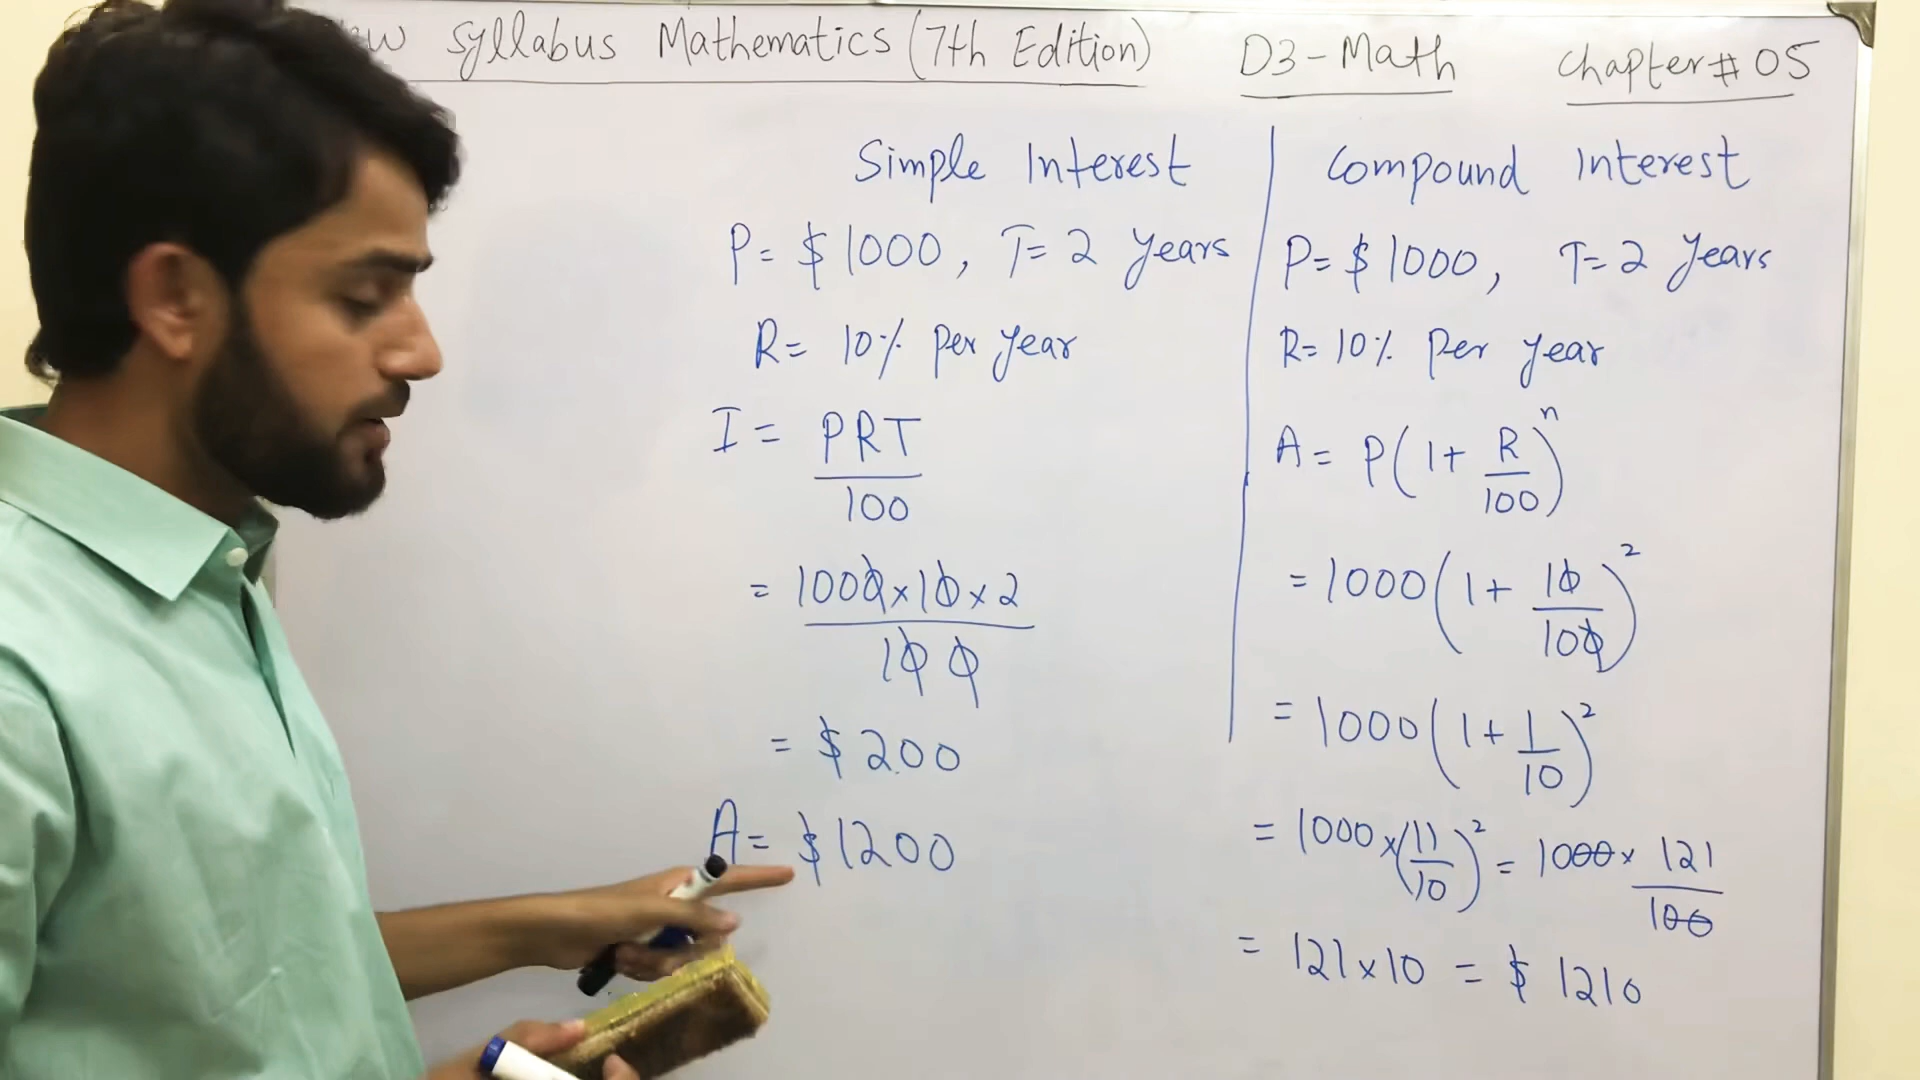 Syllabus Mathematics (7th Edition) D3-Math Chapter# 05
Simple Interest
P= $ 1000, T= 2 Years
R= 10% Per Year
I = PRT
100
= 1000×10×2
100
= $ 200
A= $1200
Compound Interest
P= $ 1000, T= 2 Years
R= 10% Per Year
A= P(1+ R/100)^n
= 1000(1+ 10/100)^2
= 1000(1+ 1/10)^2
= 1000×(11/10)^2 = 1000× 121/100
= 121×10 = $ 1210